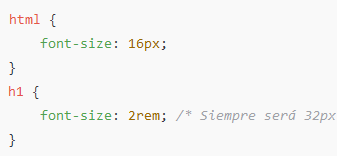 html {
    font-size: 16px;
}
h1 {
    font-size: 2rem; /* Siempre será 32px
}